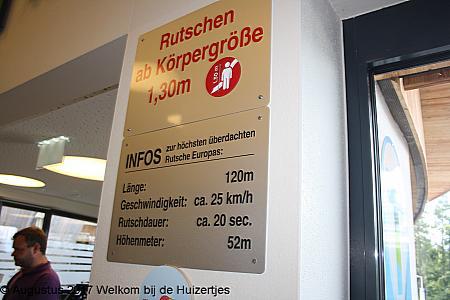 Rutschen
ab Körpergröße
1,30m
1,30 m
INFOS zur höchsten überdachten
Rutsche Europas:
Länge: 120m
Geschwindigkeit: ca. 25 km/h
Rutschdauer: ca. 20 sec.
Höhenmeter: 52m
© Augustus 2017 Welkom bij de Huizertjes